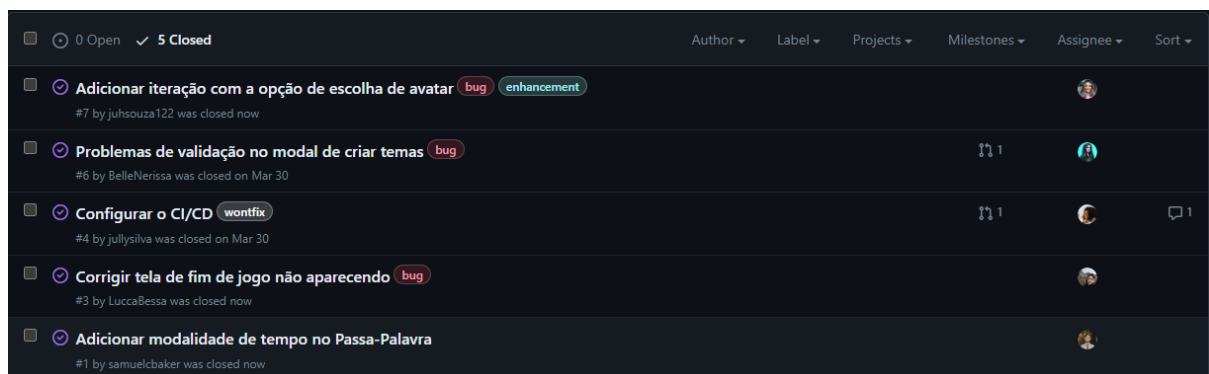 0 Open 5 Closed Author Label Projects Milestones Assignee Sort
Adicionar iteração com a opção de escolha de avatar bug enhancement
#7 by juhsouza122 was closed now
Problemas de validação no modal de criar temas bug 1
#6 by BelleNerissa was closed on Mar 30
Configurar o CI/CD wontfix 1 1
#4 by jullysilva was closed on Mar 30
Corrigir tela de fim de jogo não aparecendo bug
#3 by LuccaBessa was closed now
Adicionar modalidade de tempo no Passa-Palavra
#1 by samuelcbaker was closed now